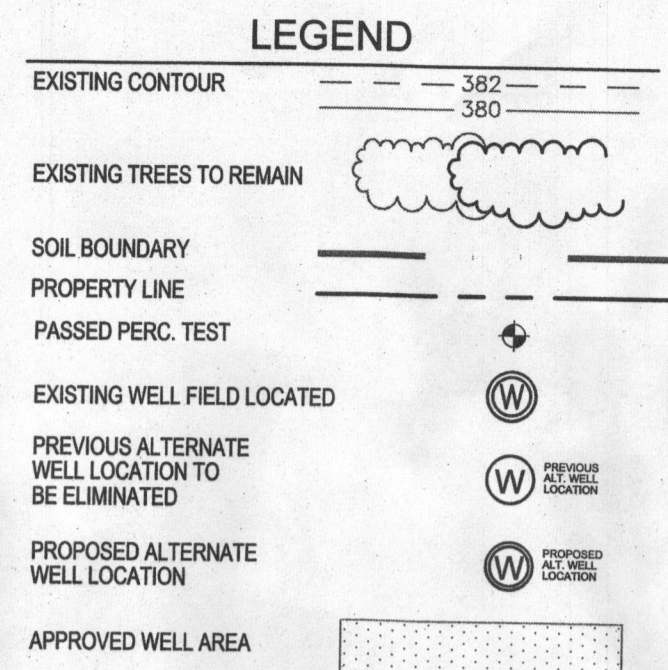 LEGEND
EXISTING CONTOUR
382
380
EXISTING TREES TO REMAIN
SOIL BOUNDARY
PROPERTY LINE
PASSED PERC. TEST
EXISTING WELL FIELD LOCATED
W
PREVIOUS ALTERNATE
WELL LOCATION TO
BE ELIMINATED
W
PREVIOUS
ALT. WELL
LOCATION
PROPOSED ALTERNATE
WELL LOCATION
W
PROPOSED
ALT. WELL
LOCATION
APPROVED WELL AREA